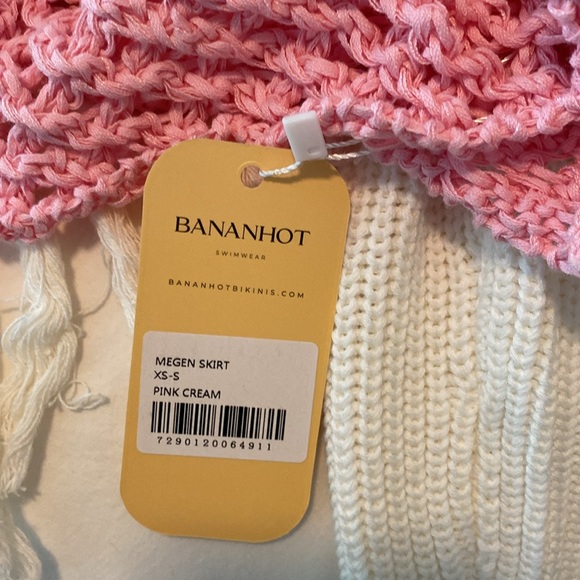 BANANHOT
SWIMWEAR
BANANHOTBIKINIS.COM
MEGEN SKIRT
XS-S
PINK CREAM
7290120064911